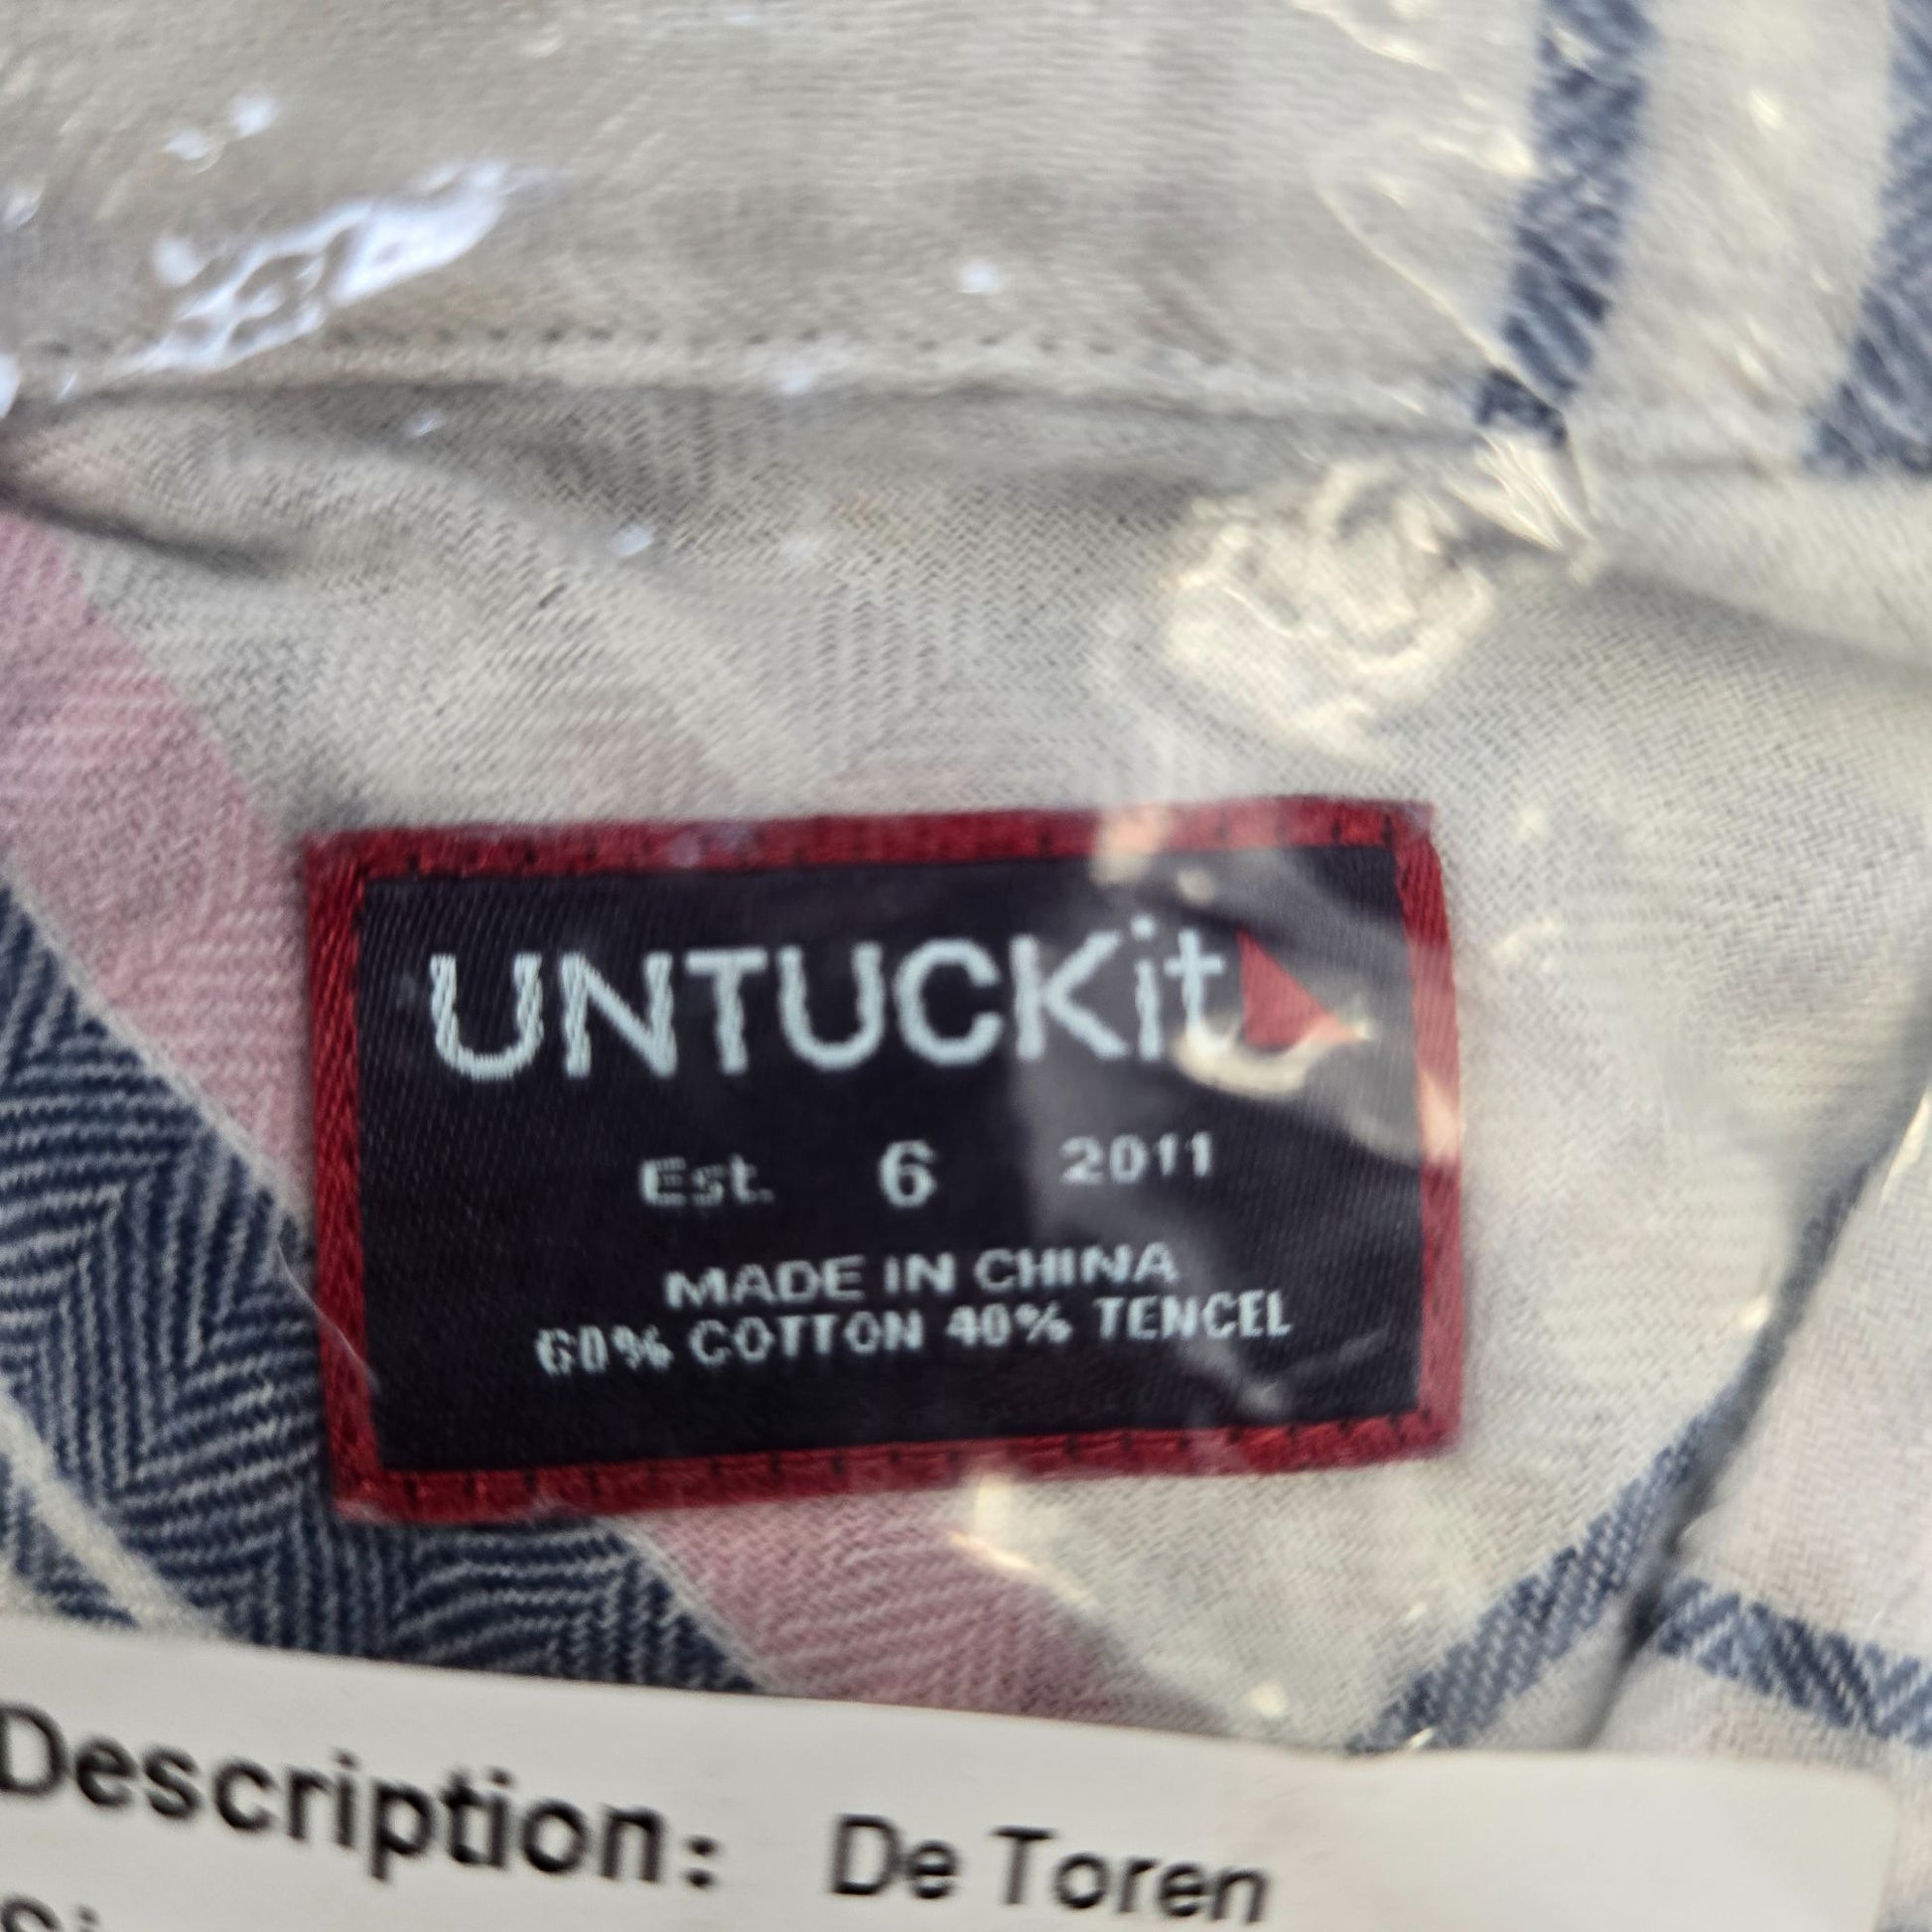 UNTUCKit
Est. 6 2011
MADE IN CHINA
60% COTTON 40% TENCEL
Description: De Toren